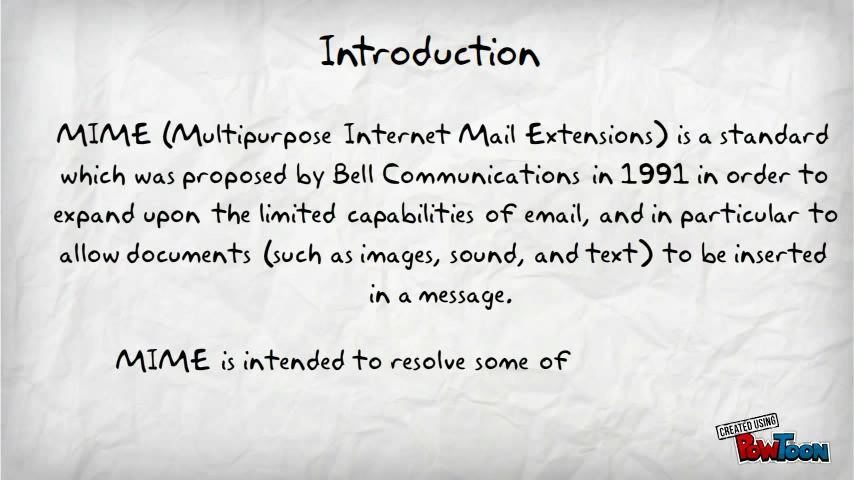 Introduction
MIME (Multipurpose Internet Mail Extensions) is a standard
which was proposed by Bell Communications in 1991 in order to
expand upon the limited capabilities of email, and in particular to
allow documents (such as images, sound, and text) to be inserted
in a message.
MIME is intended to resolve some of
CREATED USING
POWTOON